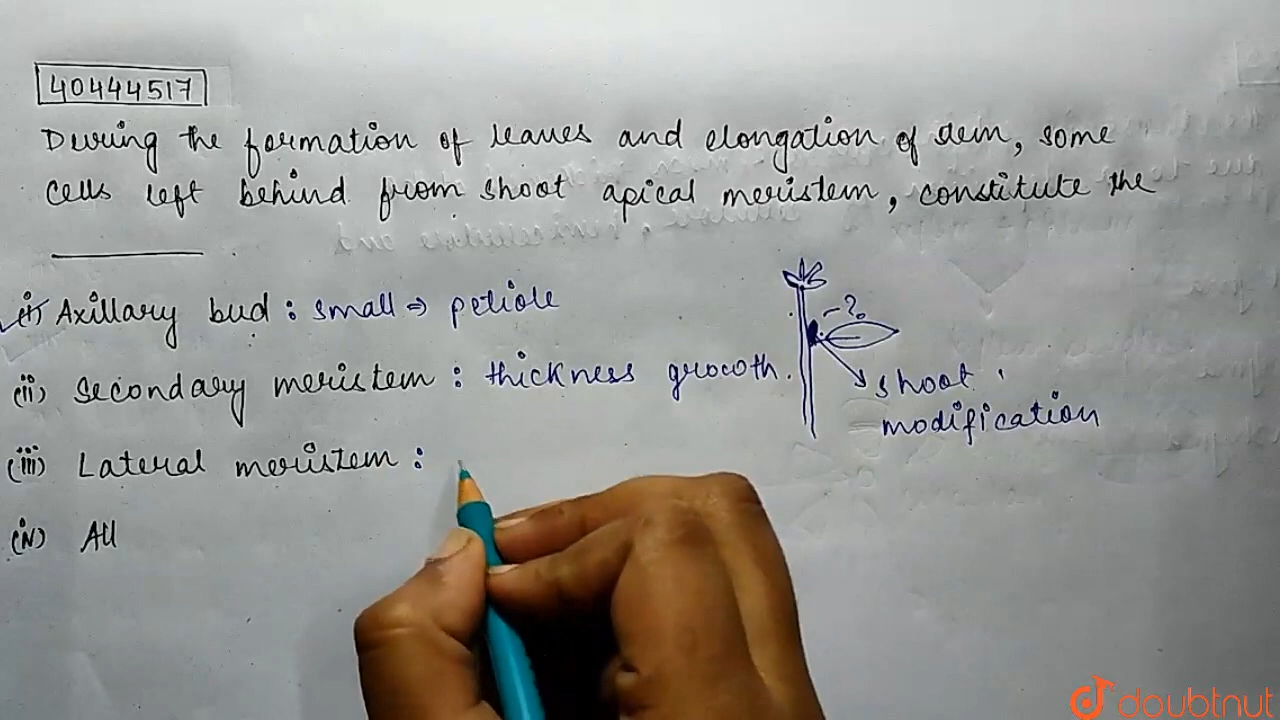 40444517
During the formation of leaves and elongation of stem, some
cells left behind from shoot apical meristem, constitute the
(i) Axillary bud : small ⇒ petiole
-?
(ii) Secondary meristem : thickness growth.
shoot
modification
(iii) Lateral meristem :
(iv) All
doubtnut